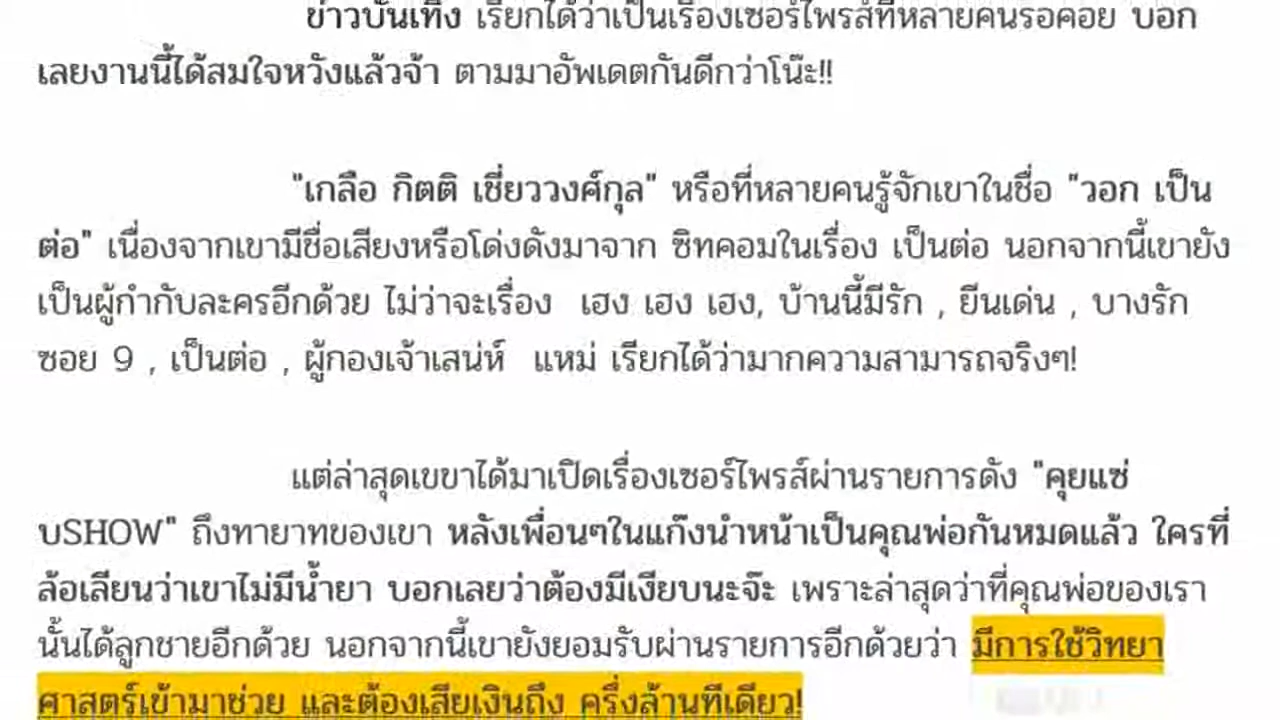 ข่าวบันเทิง เรียกได้ว่าเป็นเรื่องเซอร์ไพรส์ที่หลายคนรอคอย บอก
เลยงานนี้ได้สมใจหวังแล้วจ้า ตามมาอัพเดตกันดีกว่าโน๊ะ!!
"เกลือ กิตติ เชี่ยววงศ์กุล" หรือที่หลายคนรู้จักเขาในชื่อ "วอก เป็น
ต่อ" เนื่องจากเขามีชื่อเสียงหรือโด่งดังมาจาก ซิทคอมในเรื่อง เป็นต่อ นอกจากนี้เขายัง
เป็นผู้กำกับละครอีกด้วย ไม่ว่าจะเรื่อง เฮง เฮง เฮง, บ้านนี้มีรัก , ยีนเด่น , บางรัก
ซอย 9 , เป็นต่อ , ผู้กองเจ้าเสน่ห์ แหม่ เรียกได้ว่ามากความสามารถจริงๆ!
แต่ล่าสุดเขขาได้มาเปิดเรื่องเซอร์ไพรส์ผ่านรายการดัง "คุยแซ่
บSHOW" ถึงทายาทของเขา หลังเพื่อนๆในแก๊งนำหน้าเป็นคุณพ่อกันหมดแล้ว ใครที่
ล้อเลียนว่าเขาไม่มีน้ำยา บอกเลยว่าต้องมีเงียบนะจ๊ะ เพราะล่าสุดว่าที่คุณพ่อของเรา
นั้นได้ลูกชายอีกด้วย นอกจากนี้เขายังยอมรับผ่านรายการอีกด้วยว่า มีการใช้วิทยา
ศาสตร์เข้ามาช่วย และต้องเสียเงินถึง ครึ่งล้านทีเดียว!